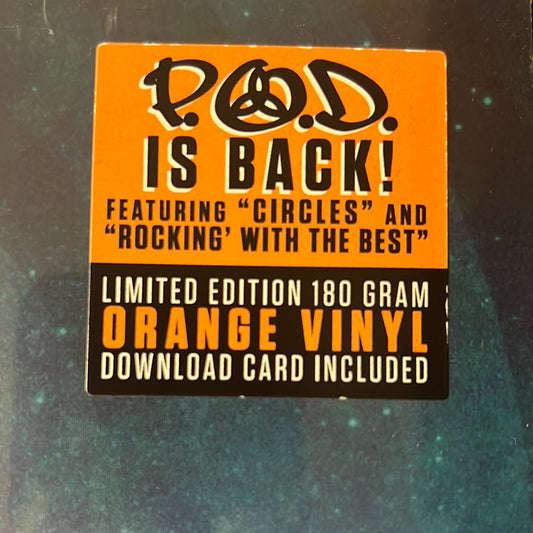 P.O.D.
IS BACK!
FEATURING "CIRCLES" AND
"ROCKING' WITH THE BEST"
LIMITED EDITION 180 GRAM
ORANGE VINYL
DOWNLOAD CARD INCLUDED